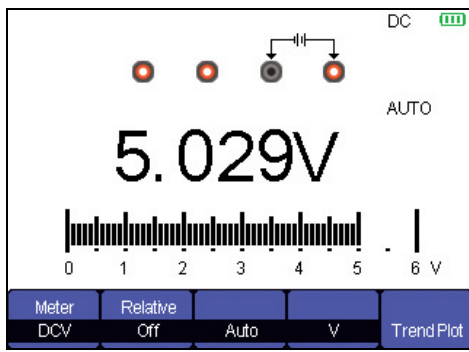 DC
AUTO
5.029V
0 1 2 3 4 5 6 V
Meter Relative
DCV Off Auto V Trend Plot